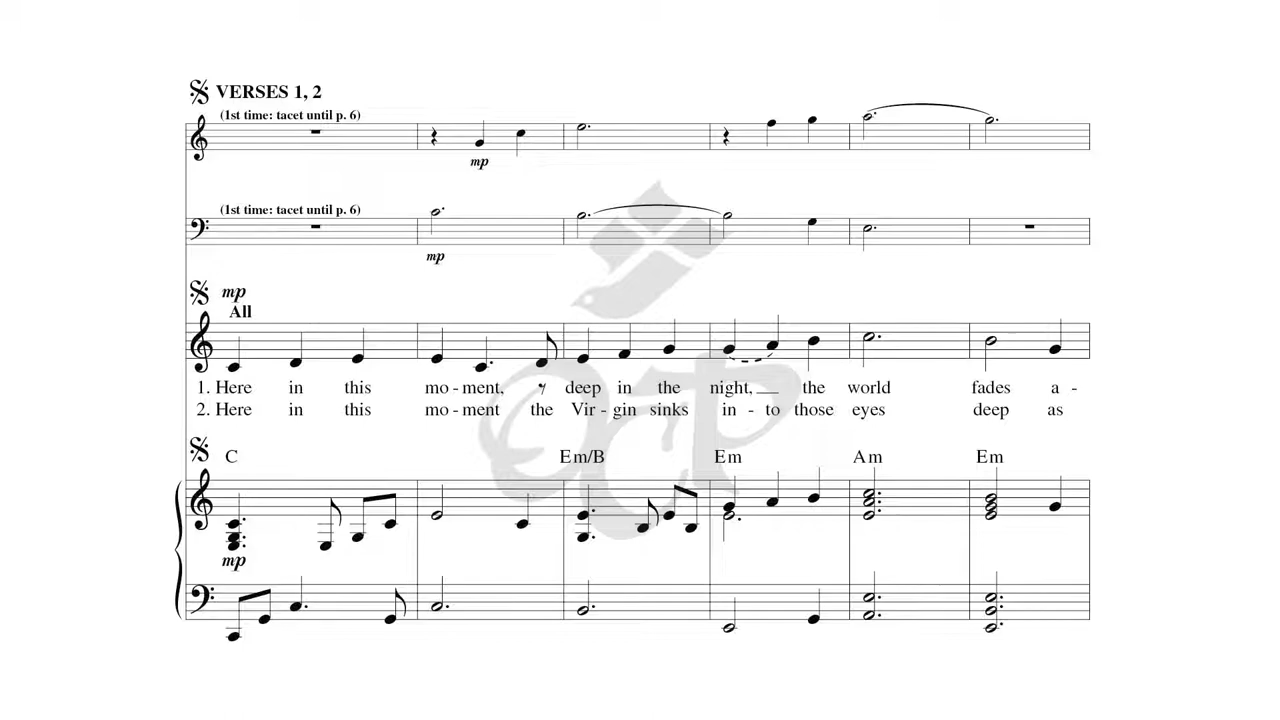 VERSES 1, 2
(1st time: tacet until p. 6)
mp
(1st time: tacet until p. 6)
mp
mp
All
1. Here in this mo - ment, deep in the night, __ the world fades a -
2. Here in this mo - ment the Vir - gin sinks in - to those eyes deep as
C Em/B Em Am Em
mp
OCP